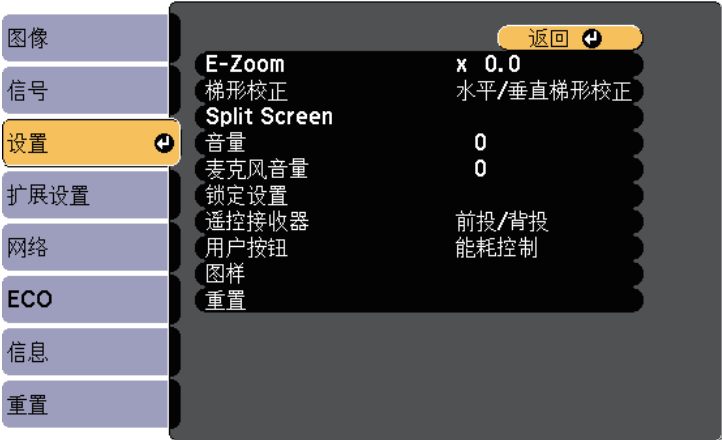 图像
信号
设置
扩展设置
网络
ECO
信息
重置
返回
E-Zoom x 0.0
梯形校正 水平/垂直梯形校正
Split Screen
音量 0
麦克风音量 0
锁定设置
遥控接收器 前投/背投
用户按钮 能耗控制
图样
重置